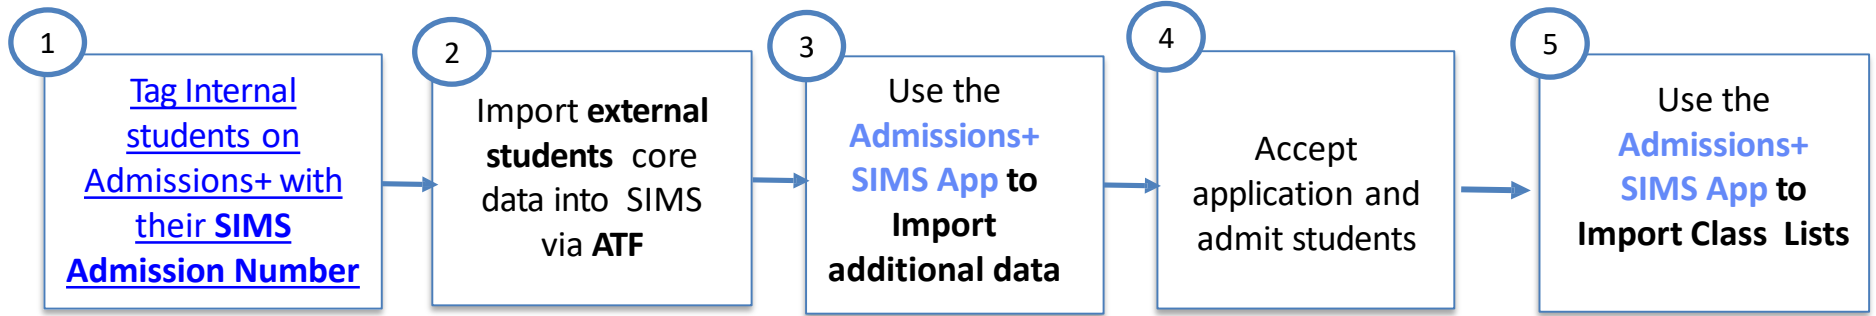 1
Tag Internal
students on
Admissions+ with
their SIMS
Admission Number
2
Import external
students core
data into SIMS
via ATF
3
Use the
Admissions+
SIMS App to
Import
additional data
4
Accept
application and
admit students
5
Use the
Admissions+
SIMS App to
Import Class Lists